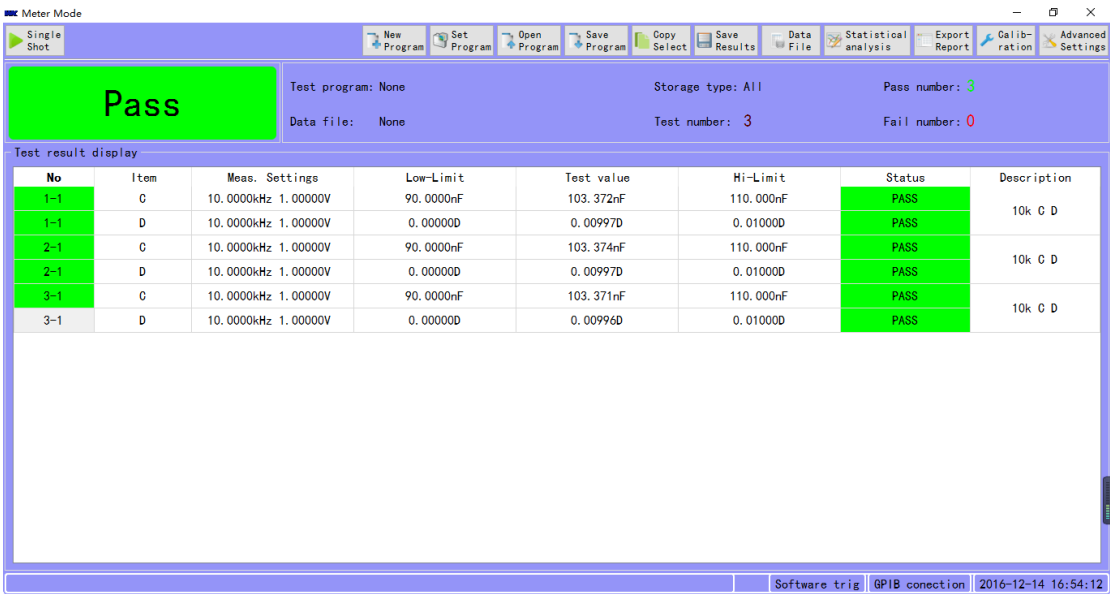 Meter Mode
Single Shot New Program Set Program Open Program Save Program Copy Select Save Results Data File Statistical analysis Export Report Calib-ration Advanced Settings
Pass
Test program: None Storage type: All Pass number: 3
Data file: None Test number: 3 Fail number: 0
Test result display
No Item Meas. Settings Low-Limit Test value Hi-Limit Status Description
1-1 C 10.0000kHz 1.00000V 90.0000nF 103.372nF 110.000nF PASS 10k C D
1-1 D 10.0000kHz 1.00000V 0.00000D 0.00997D 0.01000D PASS
2-1 C 10.0000kHz 1.00000V 90.0000nF 103.374nF 110.000nF PASS 10k C D
2-1 D 10.0000kHz 1.00000V 0.00000D 0.00997D 0.01000D PASS
3-1 C 10.0000kHz 1.00000V 90.0000nF 103.371nF 110.000nF PASS 10k C D
3-1 D 10.0000kHz 1.00000V 0.00000D 0.00996D 0.01000D PASS
Software trig GPIB conection 2016-12-14 16:54:12